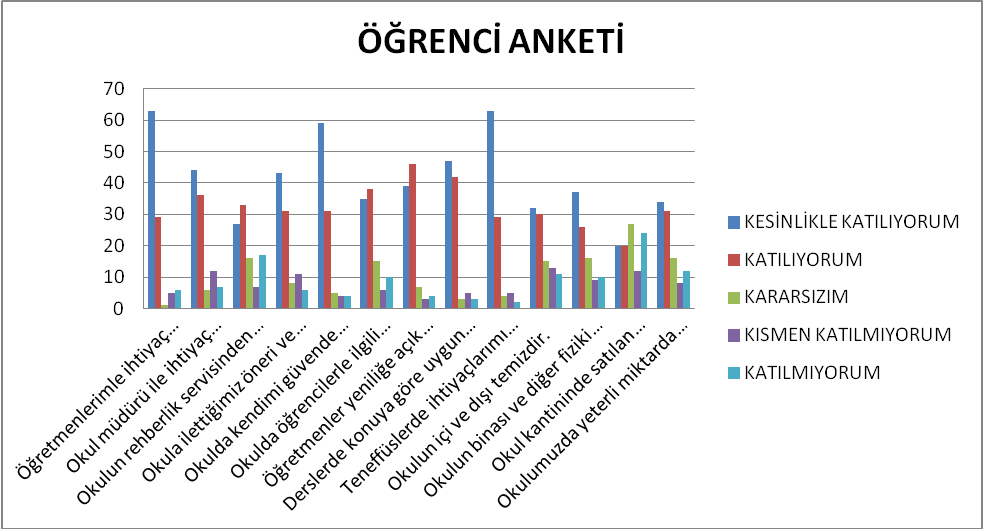 ÖĞRENCİ ANKETİ
70
60
50
40
30
20
10
0
Öğretmenlerimle ihtiyaç...
Okul müdürü ile ihtiyaç...
Okulun rehberlik servisinden...
Okula ilettiğimiz öneri ve...
Okulda kendimi güvende...
Okulda öğrencilerle ilgili...
Öğretmenler yeniliğe açık...
Derslerde konuya göre uygun...
Teneffüslerde ihtiyaçlarımı...
Okulun içi ve dışı temizdir.
Okulun binası ve diğer fiziki...
Okul kantininde satılan...
Okulumuzda yeterli miktarda...
KESİNLİKLE KATILIYORUM
KATILIYORUM
KARARSIZIM
KISMEN KATILMIYORUM
KATILMIYORUM